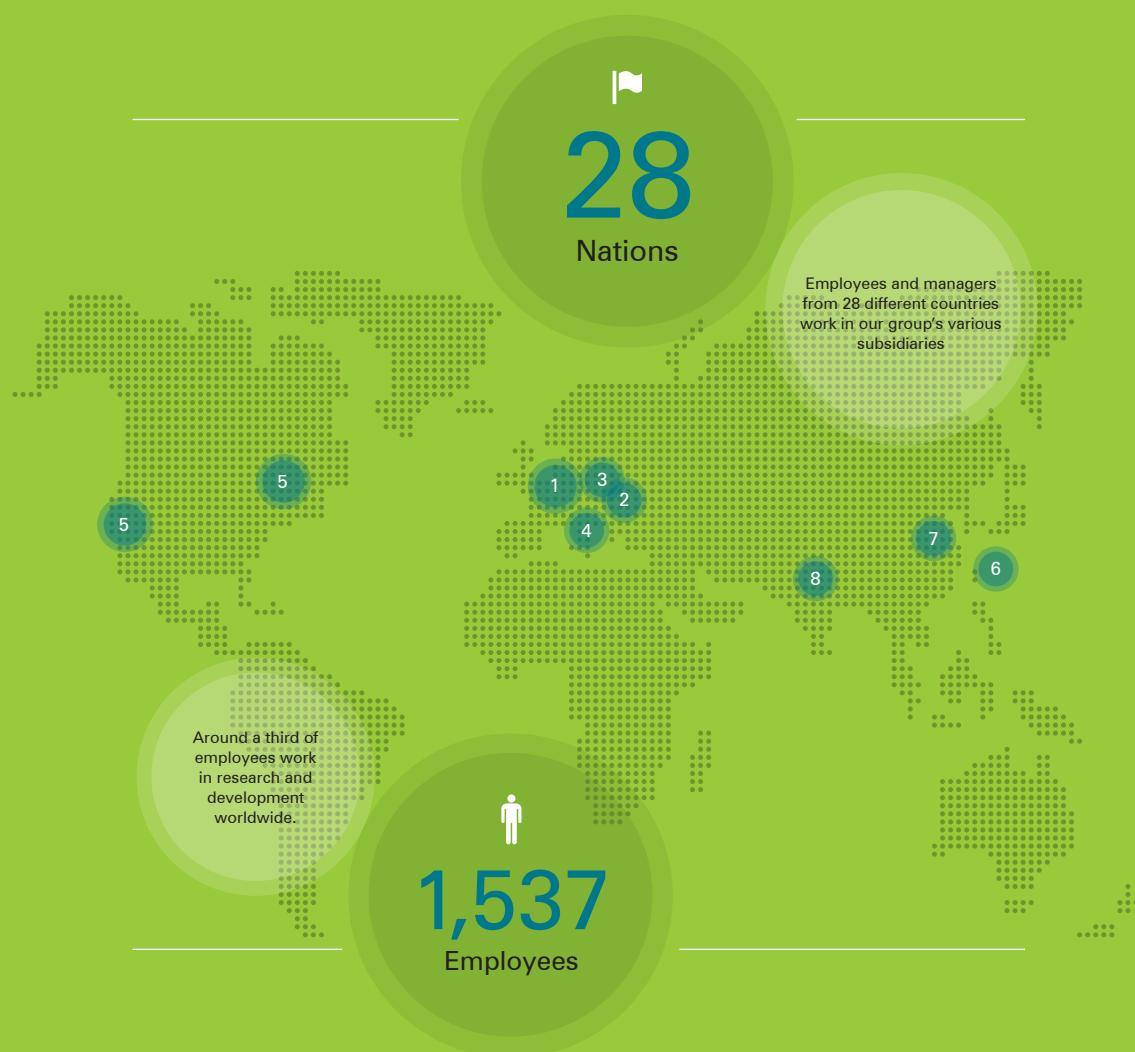 28
Nations
Employees and managers
from 28 different countries
work in our group's various
subsidiaries
5
5
1
3
2
4
7
6
8
Around a third of
employees work
in research and
development
worldwide.
1,537
Employees